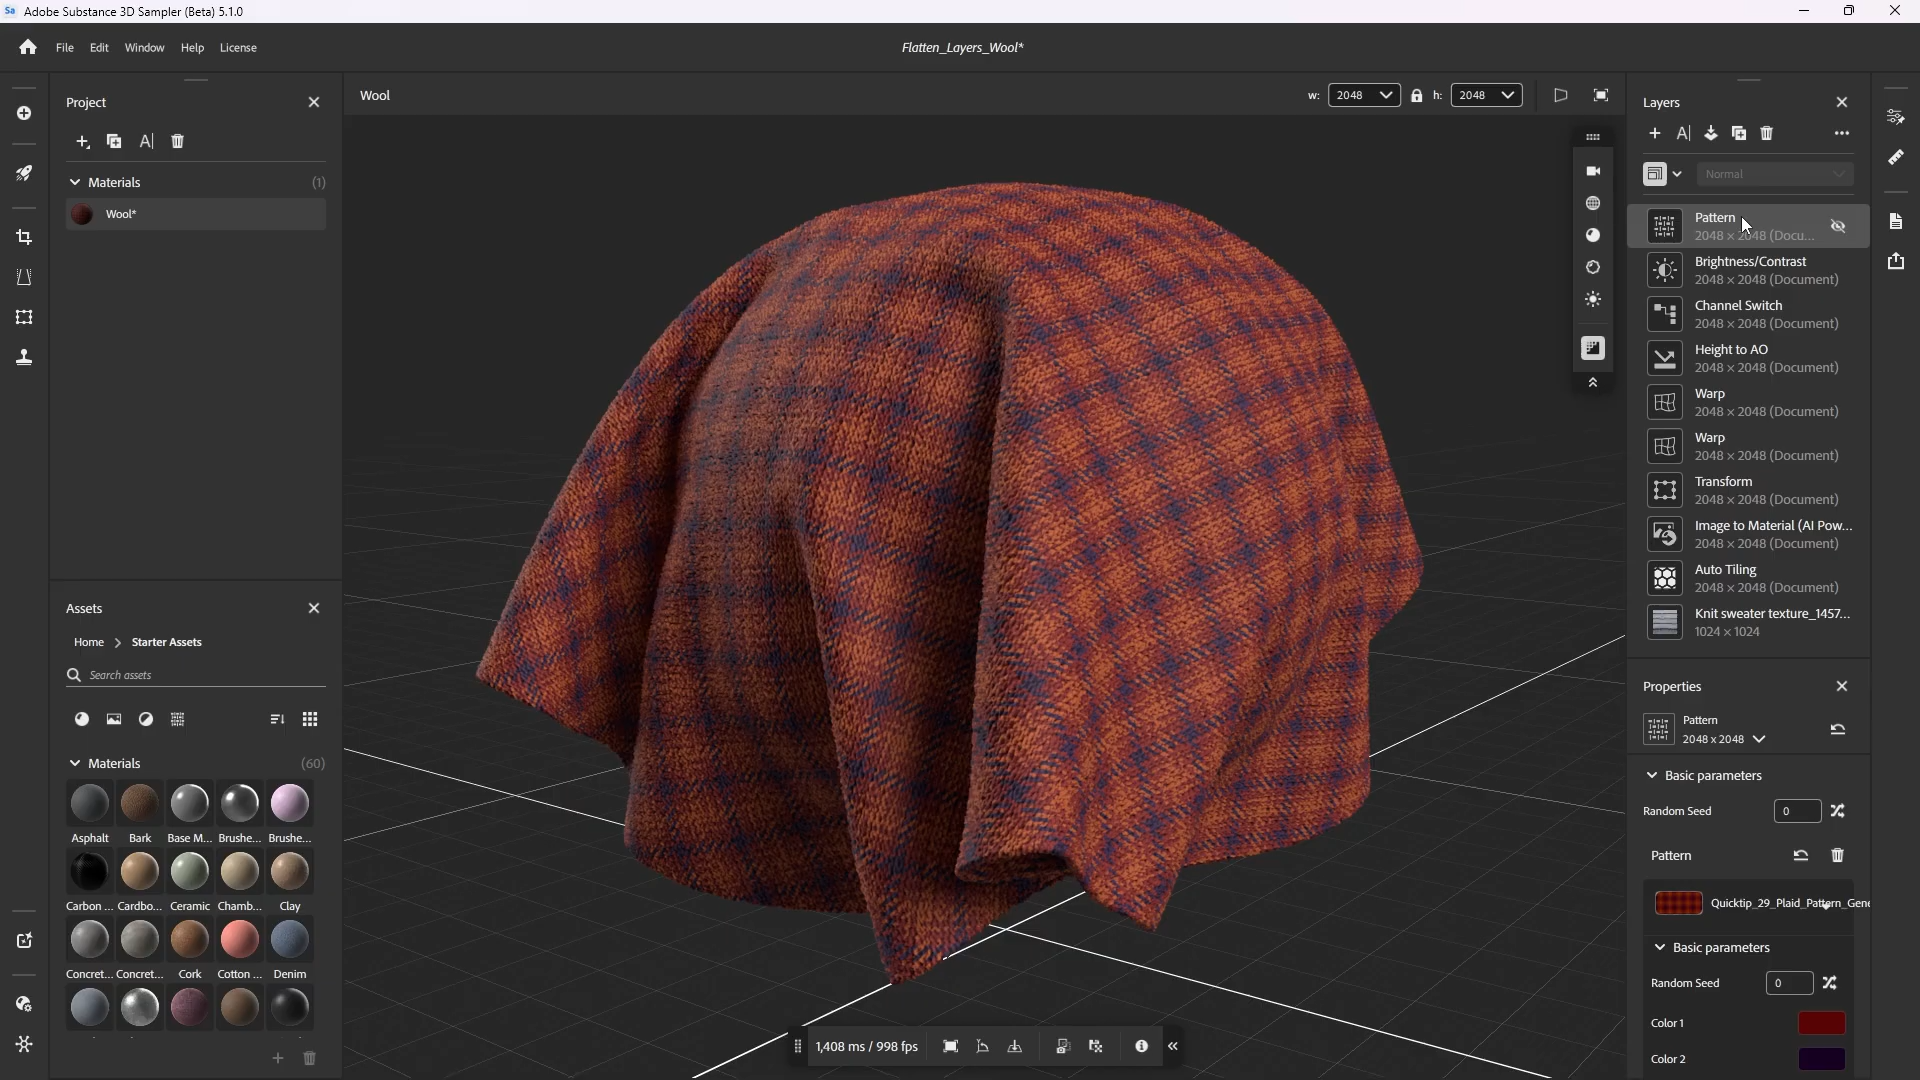 Sa Adobe Substance 3D Sampler (Beta) 5.1.0
File Edit Window Help License
Flatten_Layers_Wool*
Project
Materials (1)
Wool*
Assets
Home > Starter Assets
Search assets
Materials (60)
Asphalt Bark Base M... Brushe... Brushe...
Carbon ... Cardbo... Ceramic Chamb... Clay
Concret... Concret... Cork Cotton ... Denim
Wool
w: 2048 h: 2048
1,408 ms / 998 fps
Layers
Normal
Pattern
2048 × 2048 (Docu...
Brightness/Contrast
2048 × 2048 (Document)
Channel Switch
2048 × 2048 (Document)
Height to AO
2048 × 2048 (Document)
Warp
2048 × 2048 (Document)
Warp
2048 × 2048 (Document)
Transform
2048 × 2048 (Document)
Image to Material (AI Pow...
2048 × 2048 (Document)
Auto Tiling
2048 × 2048 (Document)
Knit sweater texture_1457...
1024 × 1024
Properties
Pattern
2048 x 2048
Basic parameters
Random Seed 0
Pattern
Quicktip_29_Plaid_Pattern_Gene
Basic parameters
Random Seed 0
Color 1
Color 2